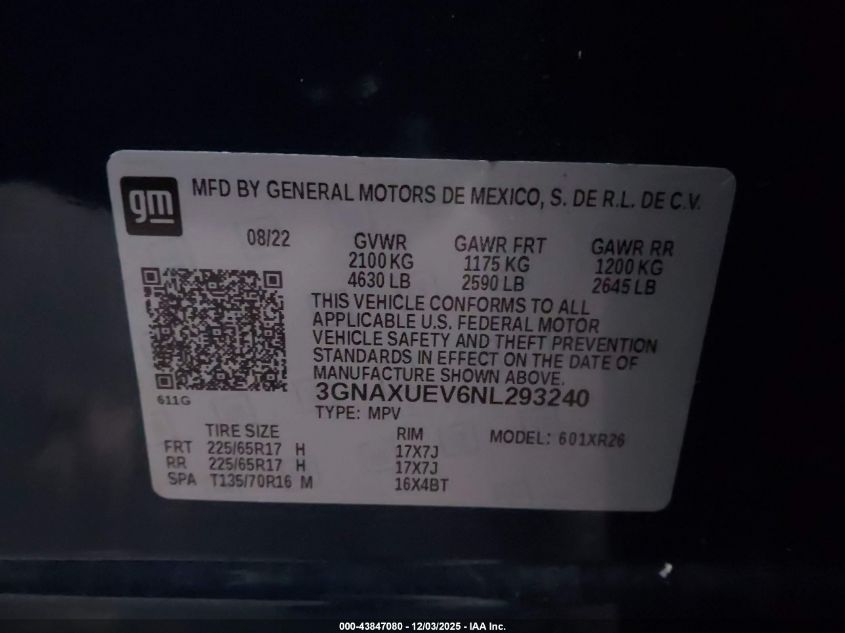 gm
MFD BY GENERAL MOTORS DE MEXICO, S. DE R.L. DE C.V.
08/22 GVWR GAWR FRT GAWR RR
2100 KG 1175 KG 1200 KG
4630 LB 2590 LB 2645 LB
THIS VEHICLE CONFORMS TO ALL
APPLICABLE U.S. FEDERAL MOTOR
VEHICLE SAFETY AND THEFT PREVENTION
STANDARDS IN EFFECT ON THE DATE OF
MANUFACTURE SHOWN ABOVE.
611G
3GNAXUEV6NL293240
TYPE: MPV
TIRE SIZE RIM MODEL: 601XR26
FRT 225/65R17 H 17X7J
RR 225/65R17 H 17X7J
SPA T135/70R16 M 16X4BT
000-43847080 - 12/03/2025 - IAA Inc.